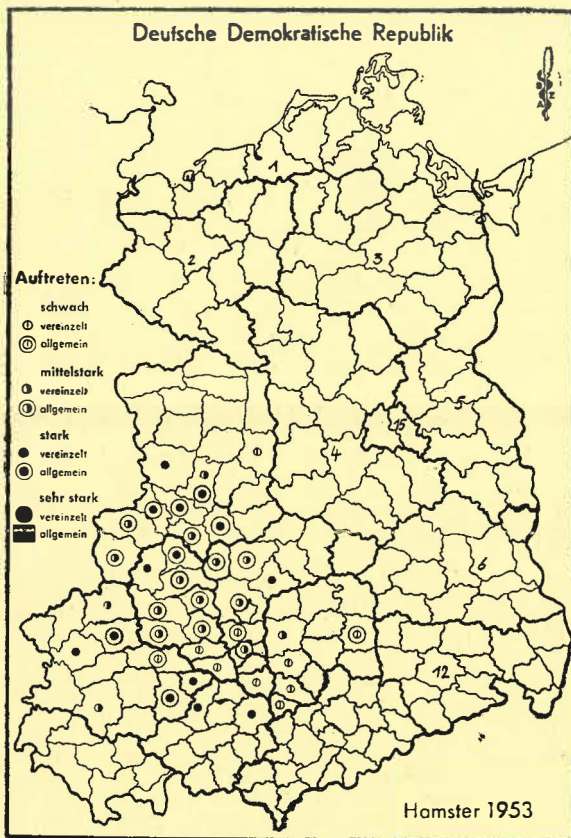 Deutsche Demokratische Republik
1
2
3
Auftreten:
schwach
vereinzelt
allgemein
mittelstark
vereinzelt
allgemein
stark
vereinzelt
allgemein
sehr stark
vereinzelt
allgemein
5
15
4
6
12
Hamster 1953